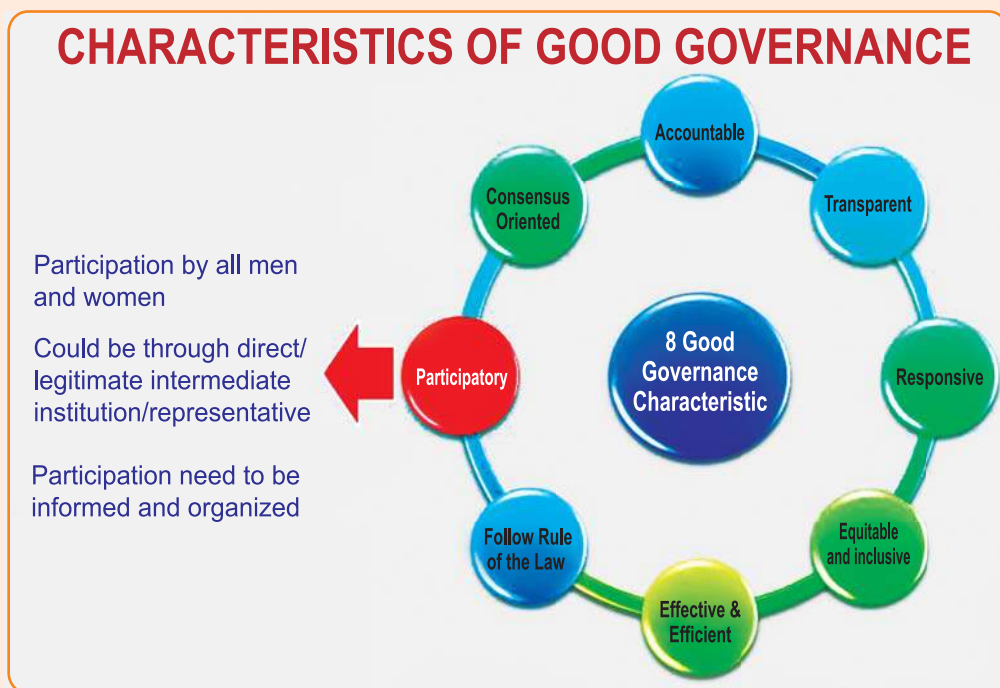 CHARACTERISTICS OF GOOD GOVERNANCE
Participation by all men
and women
Could be through direct/
legitimate intermediate
institution/representative
Participation need to be
informed and organized
Accountable
Transparent
Responsive
Equitable
and inclusive
Effective &
Efficient
Follow Rule
of the Law
Participatory
Consensus
Oriented
8 Good
Governance
Characteristic